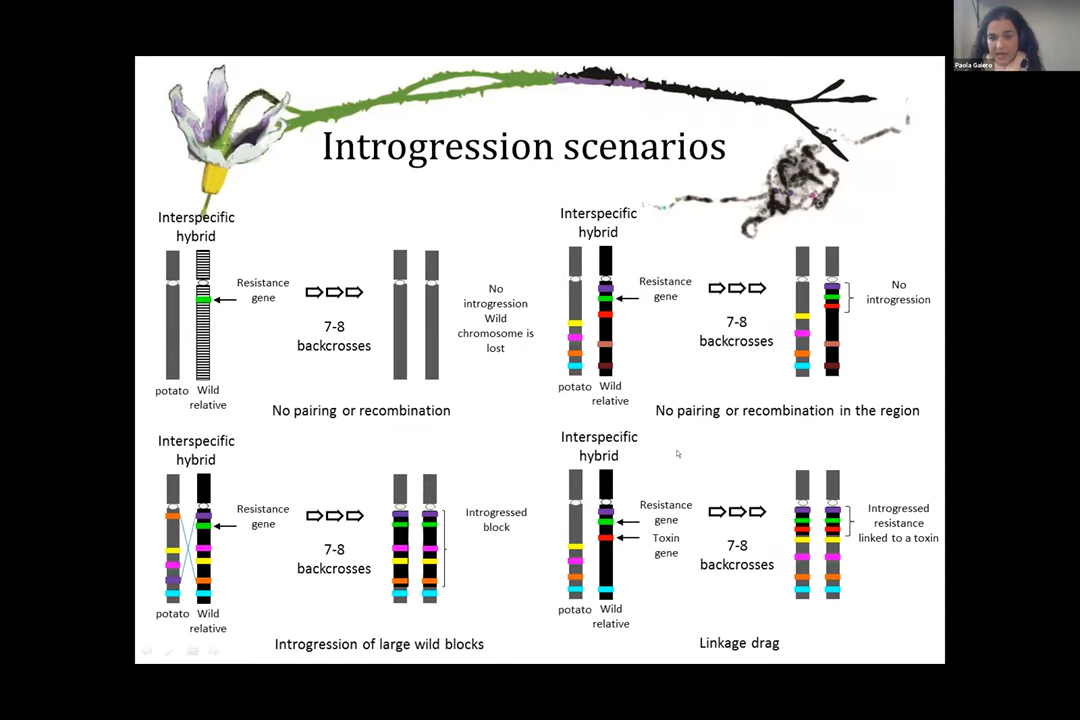 Paola Gaiero
Introgression scenarios
Interspecific
hybrid
Resistance
gene
7-8
backcrosses
No
introgression
Wild
chromosome is
lost
potato
Wild
relative
No pairing or recombination
Interspecific
hybrid
Resistance
gene
7-8
backcrosses
No
introgression
potato
Wild
relative
No pairing or recombination in the region
Interspecific
hybrid
Resistance
gene
7-8
backcrosses
Introgressed
block
potato
Wild
relative
Introgression of large wild blocks
Interspecific
hybrid
Resistance
gene
Toxin
gene
7-8
backcrosses
Introgressed
resistance
linked to a toxin
potato
Wild
relative
Linkage drag